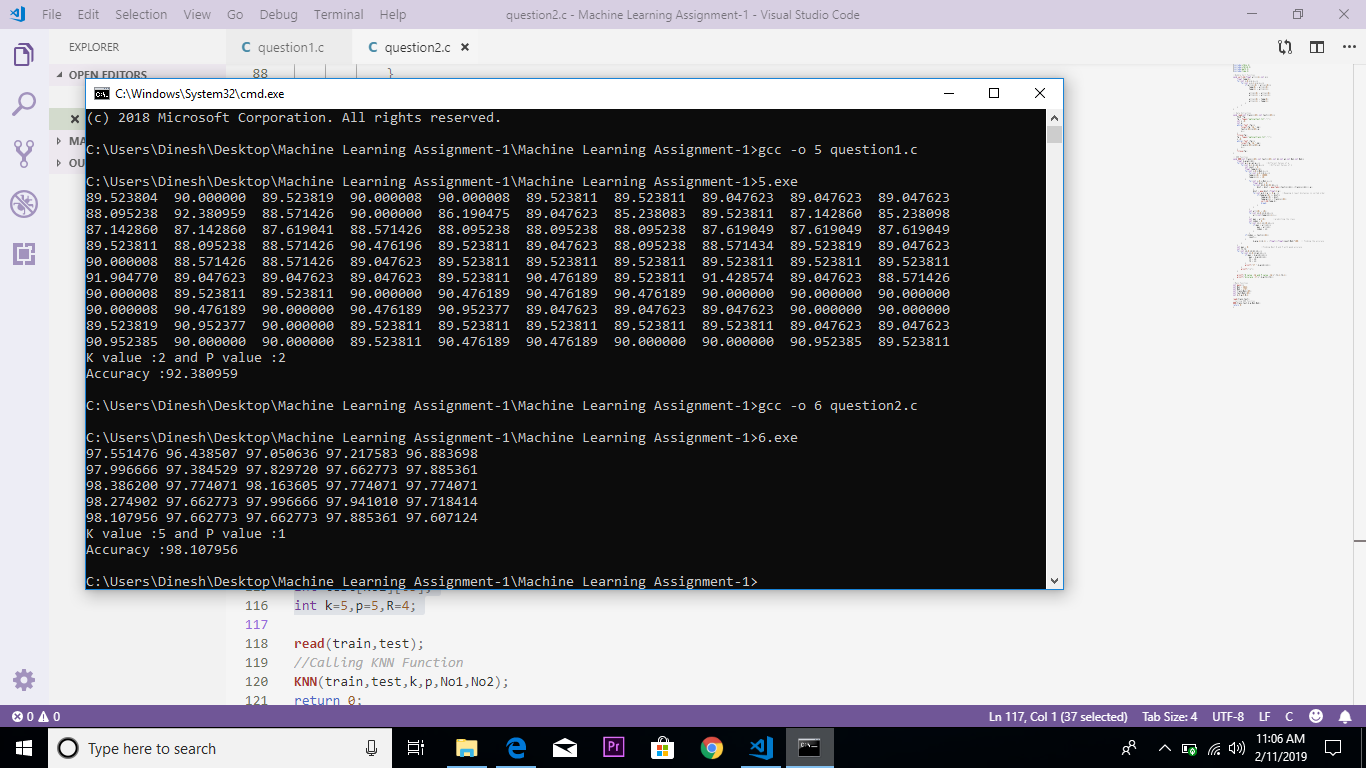 File Edit Selection View Go Debug Terminal Help question2.c - Machine Learning Assignment-1 - Visual Studio Code
EXPLORER
C question1.c C question2.c ×
OPEN EDITORS
88 }
C:\Windows\System32\cmd.exe
MA
OU
(c) 2018 Microsoft Corporation. All rights reserved.
C:\Users\Dinesh\Desktop\Machine Learning Assignment-1\Machine Learning Assignment-1>gcc -o 5 question1.c
C:\Users\Dinesh\Desktop\Machine Learning Assignment-1\Machine Learning Assignment-1>5.exe
89.523804 90.000000 89.523819 90.000008 90.000008 89.523811 89.523811 89.047623 89.047623 89.047623
88.095238 92.380959 88.571426 90.000000 86.190475 89.047623 85.238083 89.523811 87.142860 85.238098
87.142860 87.142860 87.619041 88.571426 88.095238 88.095238 88.095238 87.619049 87.619049 87.619049
89.523811 88.095238 88.571426 90.476196 89.523811 89.047623 88.095238 88.571434 89.523819 89.047623
90.000008 88.571426 88.571426 89.047623 89.523811 89.523811 89.523811 89.523811 89.523811 89.523811
91.904770 89.047623 89.047623 89.047623 89.523811 90.476189 89.523811 91.428574 89.047623 88.571426
90.000008 89.523811 89.523811 90.000000 90.476189 90.476189 90.476189 90.000000 90.000000 90.000000
90.000008 90.476189 90.000000 90.476189 90.952377 89.047623 89.047623 89.047623 90.000000 90.000000
89.523819 90.952377 90.000000 89.523811 89.523811 89.523811 89.523811 89.523811 89.047623 89.047623
90.952385 90.000000 90.000000 89.523811 90.476189 90.476189 90.000000 90.000000 90.952385 89.523811
K value :2 and P value :2
Accuracy :92.380959
C:\Users\Dinesh\Desktop\Machine Learning Assignment-1\Machine Learning Assignment-1>gcc -o 6 question2.c
C:\Users\Dinesh\Desktop\Machine Learning Assignment-1\Machine Learning Assignment-1>6.exe
97.551476 96.438507 97.050636 97.217583 96.883698
97.996666 97.384529 97.829720 97.662773 97.885361
98.386200 97.774071 98.163605 97.774071 97.774071
98.274902 97.662773 97.996666 97.941010 97.718414
98.107956 97.662773 97.662773 97.885361 97.607124
K value :5 and P value :1
Accuracy :98.107956
C:\Users\Dinesh\Desktop\Machine Learning Assignment-1\Machine Learning Assignment-1>
116 int k=5,p=5,R=4;
117
118 read(train,test);
119 //Calling KNN Function
120 KNN(train,test,k,p,No1,No2);
121 return 0;
0 0 Ln 117, Col 1 (37 selected) Tab Size: 4 UTF-8 LF C
Type here to search Pr 11:06 AM
2/11/2019